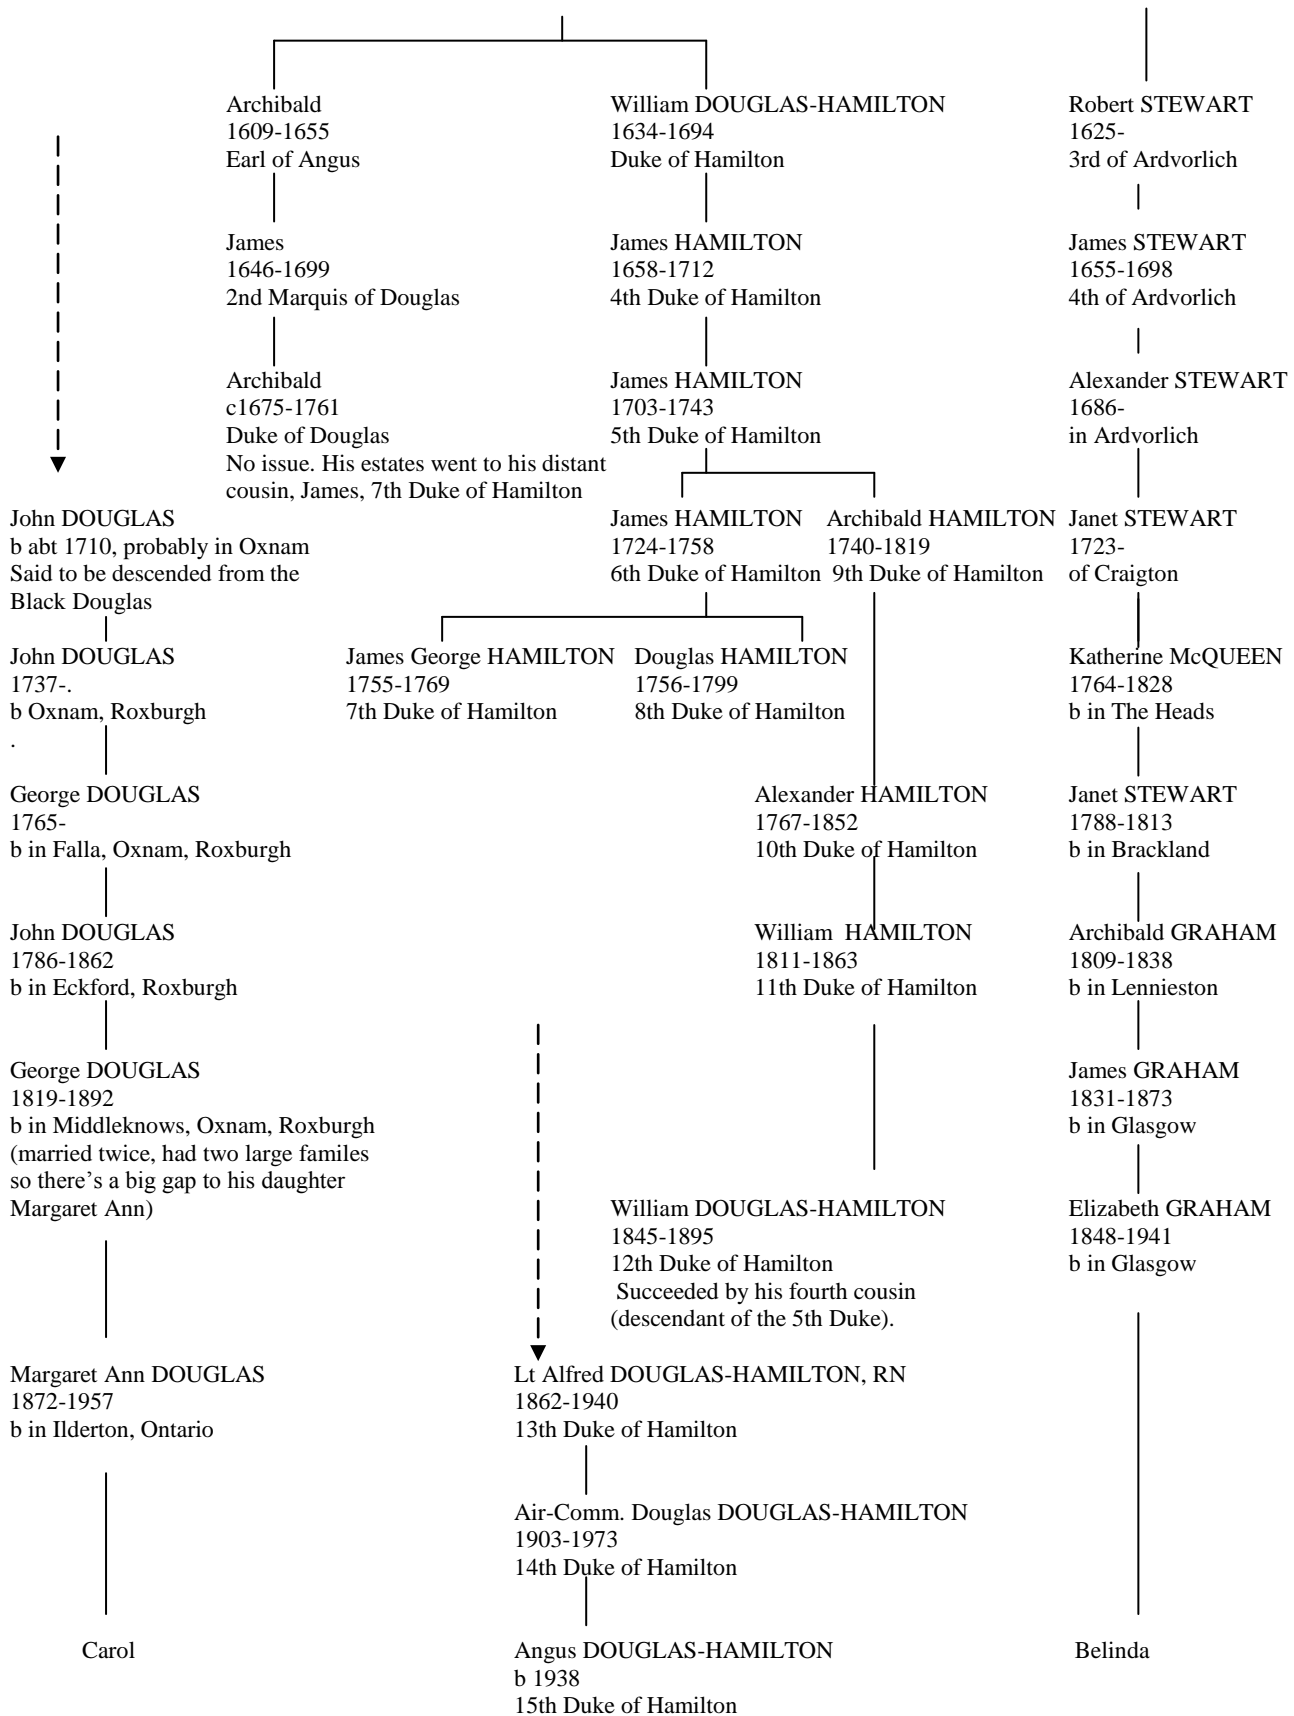 Archibald
1609-1655
Earl of Angus
William DOUGLAS-HAMILTON
1634-1694
Duke of Hamilton
Robert STEWART
1625-
3rd of Ardvorlich
James
1646-1699
2nd Marquis of Douglas
James HAMILTON
1658-1712
4th Duke of Hamilton
James STEWART
1655-1698
4th of Ardvorlich
Archibald
c1675-1761
Duke of Douglas
No issue. His estates went to his distant
cousin, James, 7th Duke of Hamilton
James HAMILTON
1703-1743
5th Duke of Hamilton
Alexander STEWART
1686-
in Ardvorlich
John DOUGLAS
b abt 1710, probably in Oxnam
Said to be descended from the
Black Douglas
James HAMILTON
1724-1758
6th Duke of Hamilton
Archibald HAMILTON
1740-1819
9th Duke of Hamilton
Janet STEWART
1723-
of Craigton
John DOUGLAS
1737-.
b Oxnam, Roxburgh
.
James George HAMILTON
1755-1769
7th Duke of Hamilton
Douglas HAMILTON
1756-1799
8th Duke of Hamilton
Katherine McQUEEN
1764-1828
b in The Heads
George DOUGLAS
1765-
b in Falla, Oxnam, Roxburgh
Alexander HAMILTON
1767-1852
10th Duke of Hamilton
Janet STEWART
1788-1813
b in Brackland
John DOUGLAS
1786-1862
b in Eckford, Roxburgh
William HAMILTON
1811-1863
11th Duke of Hamilton
Archibald GRAHAM
1809-1838
b in Lennieston
George DOUGLAS
1819-1892
b in Middleknows, Oxnam, Roxburgh
(married twice, had two large familes
so there's a big gap to his daughter
Margaret Ann)
James GRAHAM
1831-1873
b in Glasgow
William DOUGLAS-HAMILTON
1845-1895
12th Duke of Hamilton
Succeeded by his fourth cousin
(descendant of the 5th Duke).
Elizabeth GRAHAM
1848-1941
b in Glasgow
Margaret Ann DOUGLAS
1872-1957
b in Ilderton, Ontario
Lt Alfred DOUGLAS-HAMILTON, RN
1862-1940
13th Duke of Hamilton
Air-Comm. Douglas DOUGLAS-HAMILTON
1903-1973
14th Duke of Hamilton
Carol
Angus DOUGLAS-HAMILTON
b 1938
15th Duke of Hamilton
Belinda